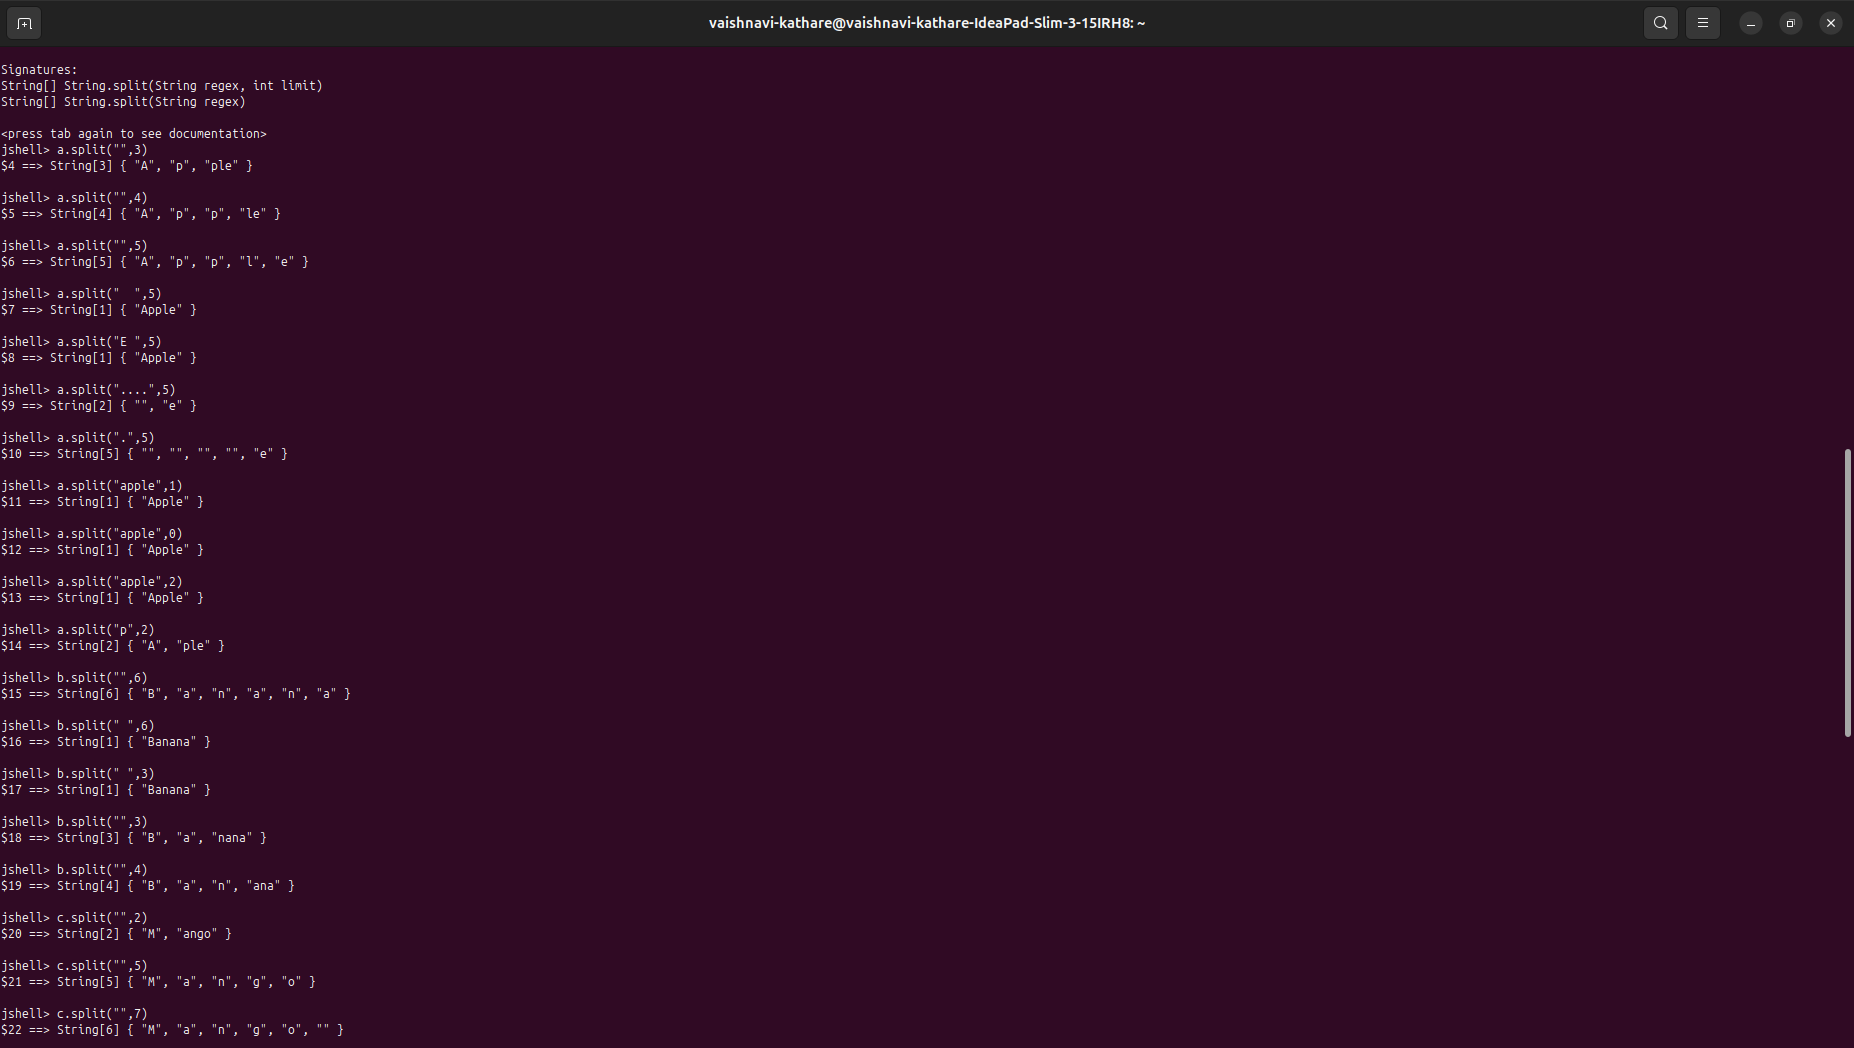 vaishnavi-kathare@vaishnavi-kathare-IdeaPad-Slim-3-15IRH8: ~
Signatures:
String[] String.split(String regex, int limit)
String[] String.split(String regex)
<press tab again to see documentation>
jshell> a.split("",3)
$4 ==> String[3] { "A", "p", "ple" }
jshell> a.split("",4)
$5 ==> String[4] { "A", "p", "p", "le" }
jshell> a.split("",5)
$6 ==> String[5] { "A", "p", "p", "l", "e" }
jshell> a.split("  ",5)
$7 ==> String[1] { "Apple" }
jshell> a.split("E ",5)
$8 ==> String[1] { "Apple" }
jshell> a.split("....",5)
$9 ==> String[2] { "", "e" }
jshell> a.split(".",5)
$10 ==> String[5] { "", "", "", "", "e" }
jshell> a.split("apple",1)
$11 ==> String[1] { "Apple" }
jshell> a.split("apple",0)
$12 ==> String[1] { "Apple" }
jshell> a.split("apple",2)
$13 ==> String[1] { "Apple" }
jshell> a.split("p",2)
$14 ==> String[2] { "A", "ple" }
jshell> b.split("",6)
$15 ==> String[6] { "B", "a", "n", "a", "n", "a" }
jshell> b.split(" ",6)
$16 ==> String[1] { "Banana" }
jshell> b.split(" ",3)
$17 ==> String[1] { "Banana" }
jshell> b.split("",3)
$18 ==> String[3] { "B", "a", "nana" }
jshell> b.split("",4)
$19 ==> String[4] { "B", "a", "n", "ana" }
jshell> c.split("",2)
$20 ==> String[2] { "M", "ango" }
jshell> c.split("",5)
$21 ==> String[5] { "M", "a", "n", "g", "o" }
jshell> c.split("",7)
$22 ==> String[6] { "M", "a", "n", "g", "o", "" }